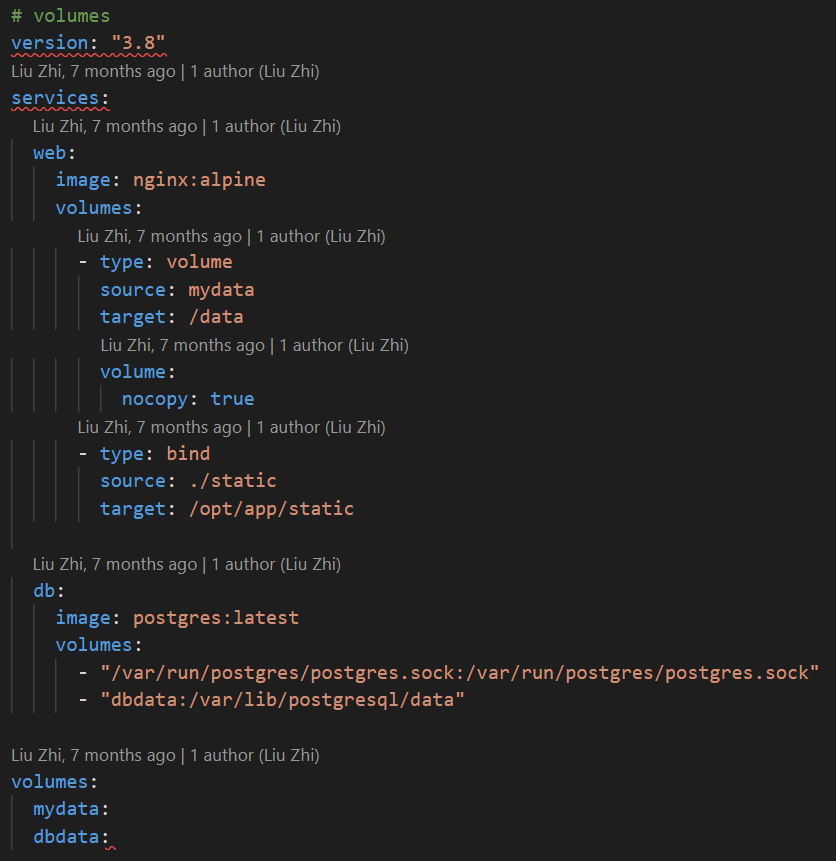 # volumes
version: "3.8"
Liu Zhi, 7 months ago | 1 author (Liu Zhi)
services:
Liu Zhi, 7 months ago | 1 author (Liu Zhi)
  web:
    image: nginx:alpine
    volumes:
Liu Zhi, 7 months ago | 1 author (Liu Zhi)
      - type: volume
        source: mydata
        target: /data
Liu Zhi, 7 months ago | 1 author (Liu Zhi)
        volume:
          nocopy: true
Liu Zhi, 7 months ago | 1 author (Liu Zhi)
      - type: bind
        source: ./static
        target: /opt/app/static
Liu Zhi, 7 months ago | 1 author (Liu Zhi)
  db:
    image: postgres:latest
    volumes:
      - "/var/run/postgres/postgres.sock:/var/run/postgres/postgres.sock"
      - "dbdata:/var/lib/postgresql/data"
Liu Zhi, 7 months ago | 1 author (Liu Zhi)
volumes:
  mydata:
  dbdata: